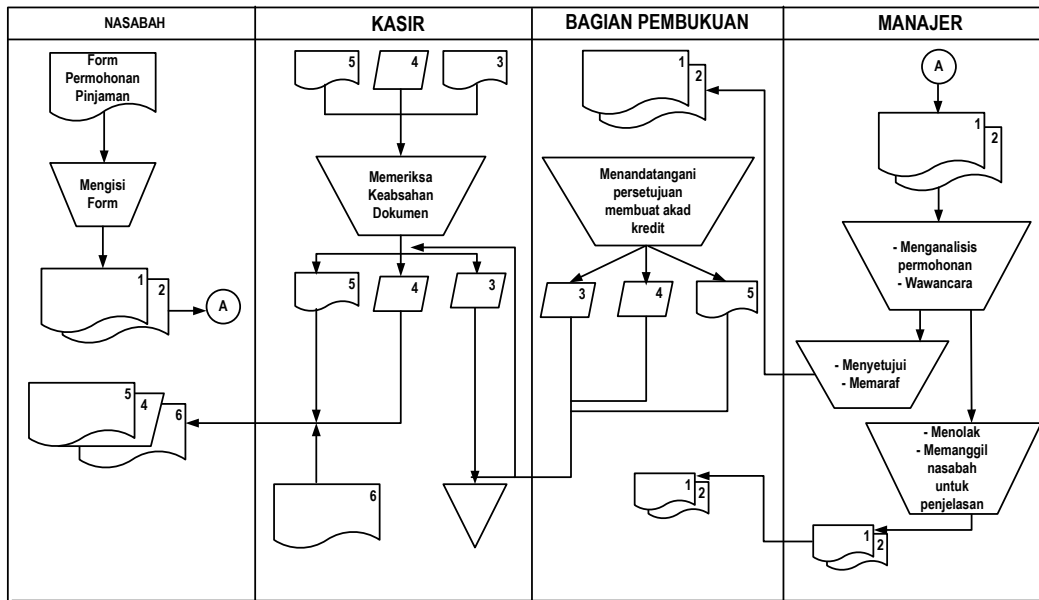 NASABAH
KASIR
BAGIAN PEMBUKUAN
MANAJER
Form
Permohonan
Pinjaman
Mengisi
Form
1
2
A
5
4
6
5
4
3
Memeriksa
Keabsahan
Dokumen
5
4
3
6
1
2
Menandatangani
persetujuan
membuat akad
kredit
3
4
5
1
2
A
1
2
- Menganalisis
permohonan
- Wawancara
- Menyetujui
- Memaraf
- Menolak
- Memanggil
nasabah
untuk
penjelasan
1
2